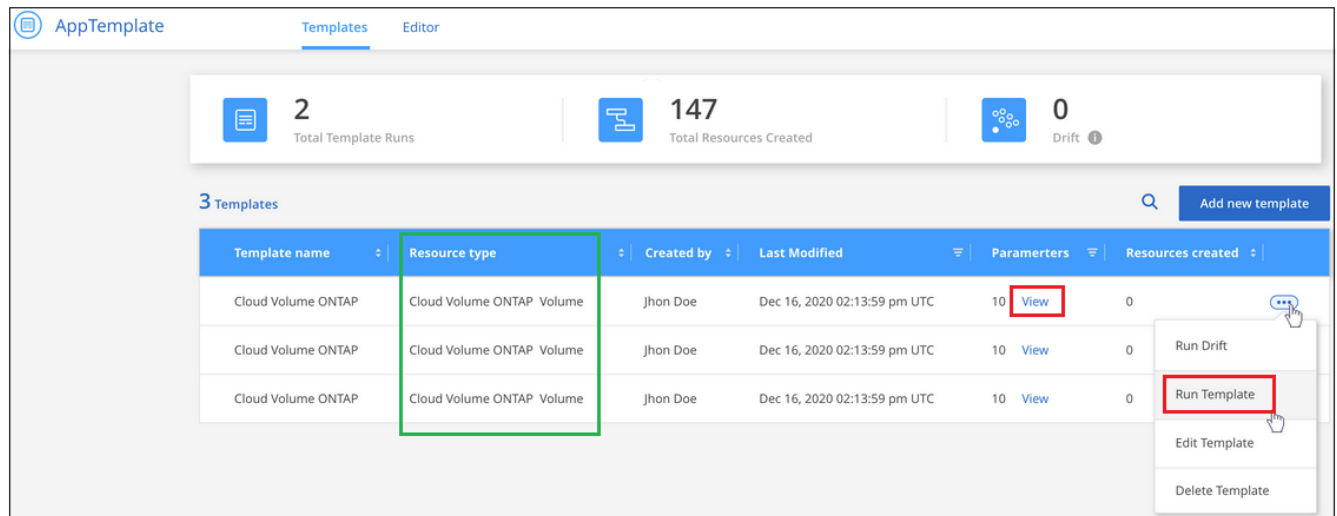 AppTemplate Templates Editor
2 147 0
Total Template Runs Total Resources Created Drift
3 Templates Add new template
Template name Resource type Created by Last Modified Paramerters Resources created
Cloud Volume ONTAP Cloud Volume ONTAP Volume Jhon Doe Dec 16, 2020 02:13:59 pm UTC 10 View 0
Run Drift
Cloud Volume ONTAP Cloud Volume ONTAP Volume Jhon Doe Dec 16, 2020 02:13:59 pm UTC 10 View 0
Run Template
Cloud Volume ONTAP Cloud Volume ONTAP Volume Jhon Doe Dec 16, 2020 02:13:59 pm UTC 10 View 0
Edit Template
Delete Template